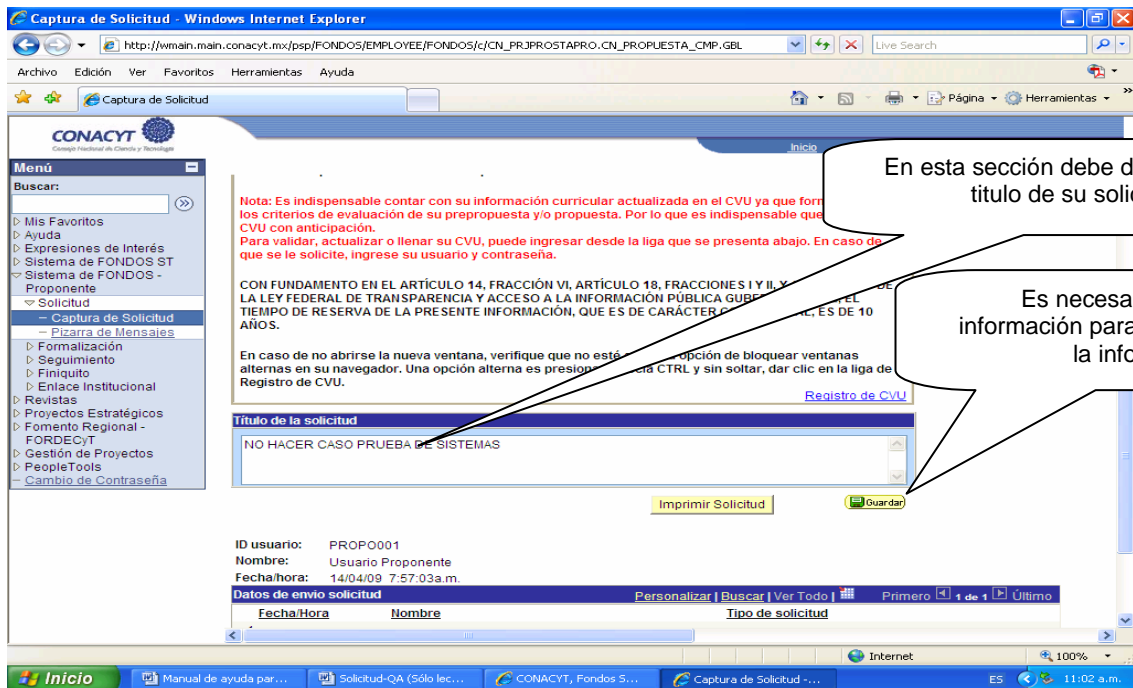 Captura de Solicitud - Windows Internet Explorer
http://wmain.main.conacyt.mx/psp/FONDOS/EMPLOYEE/FONDOS/c/CN_PRJPROSTAPRO.CN_PROPUESTA_CMP.GBL
Live Search
Archivo Edición Ver Favoritos Herramientas Ayuda
Captura de Solicitud
Página Herramientas
CONACYT
Consejo Nacional de Ciencia y Tecnología
Inicio
Menú
Buscar:
Mis Favoritos
Ayuda
Expresiones de Interés
Sistema de FONDOS ST
Sistema de FONDOS -
Proponente
Solicitud
Captura de Solicitud
Pizarra de Mensajes
Formalización
Seguimiento
Finiquito
Enlace Institucional
Revistas
Proyectos Estratégicos
Fomento Regional -
FORDECyT
Gestión de Proyectos
PeopleTools
Cambio de Contraseña
En esta sección debe d
titulo de su solic
Nota: Es indispensable contar con su información curricular actualizada en el CVU ya que for
los criterios de evaluación de su prepropuesta y/o propuesta. Por lo que es indispensable que
CVU con anticipación.
Para validar, actualizar o llenar su CVU, puede ingresar desde la liga que se presenta abajo. En caso de
que se le solicite, ingrese su usuario y contraseña.
CON FUNDAMENTO EN EL ARTÍCULO 14, FRACCIÓN VI, ARTÍCULO 18, FRACCIONES I Y II, DE
LA LEY FEDERAL DE TRANSPARENCIA Y ACCESO A LA INFORMACIÓN PÚBLICA EL
TIEMPO DE RESERVA DE LA PRESENTE INFORMACIÓN, QUE ES DE CARÁCTER ES DE 10
AÑOS.
Es necesa
información para
la info
En caso de no abrirse la nueva ventana, verifique que no esté opción de bloquear ventanas
alternas en su navegador. Una opción alterna es CTRL y sin soltar, dar clic en la liga de
Registro de CVU.
Registro de CVU
Título de la solicitud
NO HACER CASO PRUEBA DE SISTEMAS
Imprimir Solicitud Guardar
ID usuario: PROPO001
Nombre: Usuario Proponente
Fecha/hora: 14/04/09 7:57:03a.m.
Datos de envio solicitud Personalizar | Buscar | Ver Todo | Primero 1 de 1 Último
Fecha/Hora Nombre Tipo de solicitud
Internet 100%
Inicio Manual de ayuda par... Solicitud-QA (Sólo lec... CONACYT, Fondos S... Captura de Solicitud -... ES 11:02 a.m.